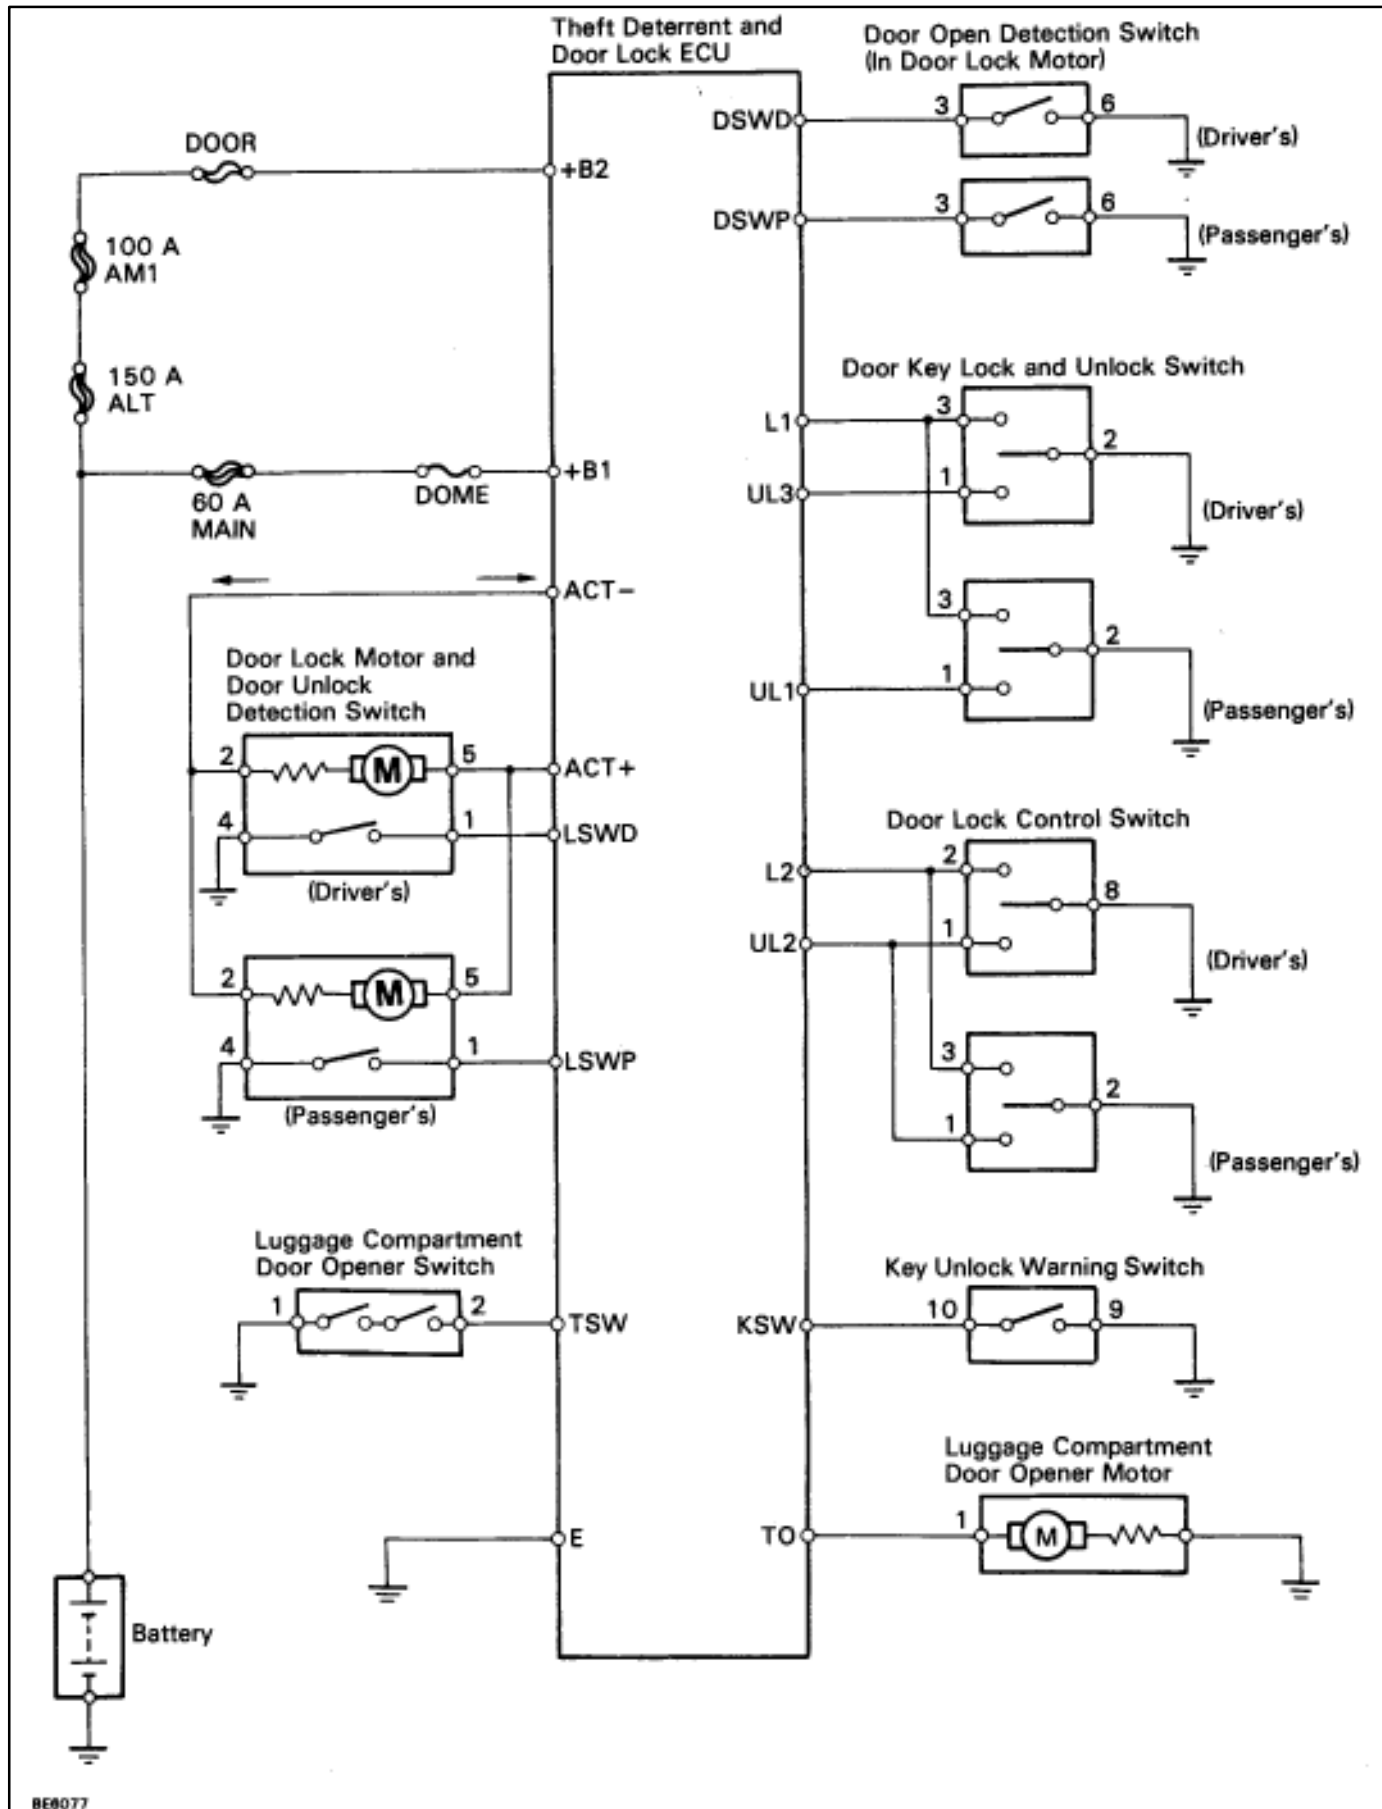 Theft Deterrent and
Door Lock ECU
Door Open Detection Switch
(In Door Lock Motor)
DSWD
3
6
(Driver's)
DOOR
+B2
DSWP
3
6
(Passenger's)
100 A
AM1
150 A
ALT
Door Key Lock and Unlock Switch
L1
3
2
UL3
1
(Driver's)
60 A
MAIN
DOME
+B1
ACT−
3
2
UL1
1
(Passenger's)
Door Lock Motor and
Door Unlock
Detection Switch
2
M
5
ACT+
4
1
LSWD
(Driver's)
Door Lock Control Switch
L2
2
8
UL2
1
(Driver's)
2
M
5
4
1
LSWP
(Passenger's)
3
2
1
(Passenger's)
Luggage Compartment
Door Opener Switch
1
2
TSW
Key Unlock Warning Switch
KSW
10
9
Luggage Compartment
Door Opener Motor
E
TO
1
M
Battery
BE6077